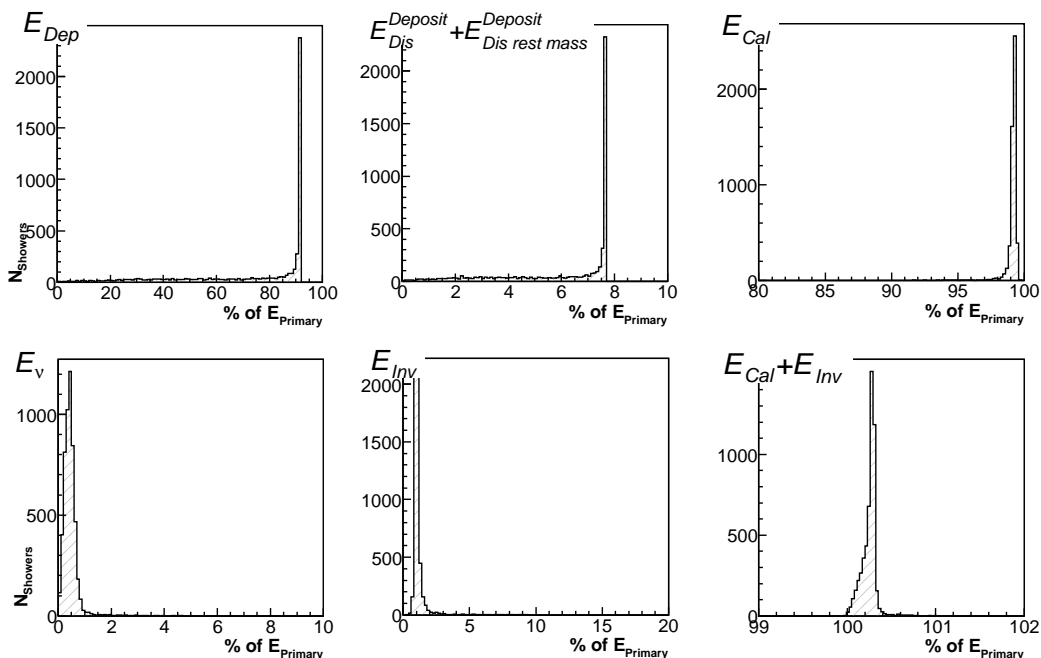 E_Dep
2000
1500
1000
500
0
N_Showers
0 20 40 60 80 100
% of E_Primary
E_Dis^Deposit + E_Dis rest mass^Deposit
2000
1500
1000
500
0
0 2 4 6 8 10
% of E_Primary
E_Cal
2000
1000
0
80 85 90 95 100
% of E_Primary
E_ν
1000
500
0
N_Showers
0 2 4 6 8 10
% of E_Primary
E_Inv
2000
1500
1000
500
0
0 5 10 15 20
% of E_Primary
E_Cal + E_Inv
1000
500
0
99 100 101 102
% of E_Primary